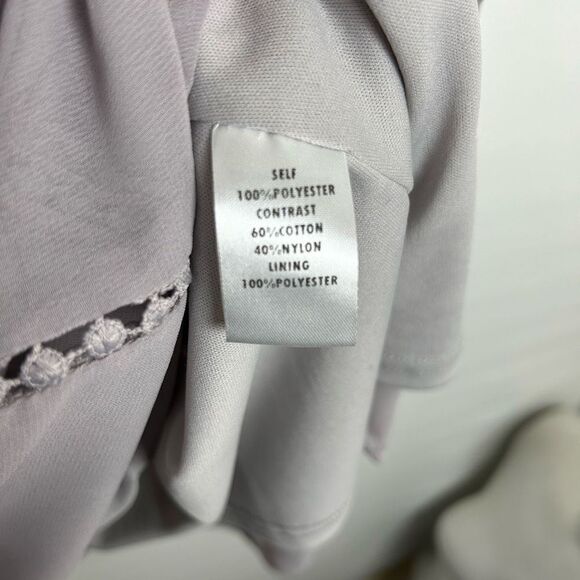 SELF
100%POLYESTER
CONTRAST
60%COTTON
40%NYLON
LINING
100%POLYESTER